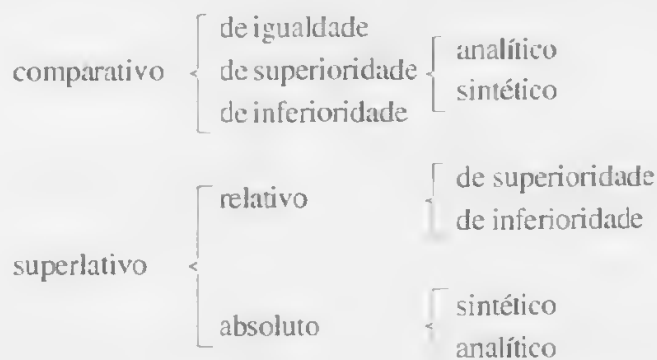 comparativo
de igualdade
de superioridade
de inferioridade
analítico
sintético
superlativo
relativo
de superioridade
de inferioridade
absoluto
sintético
analítico